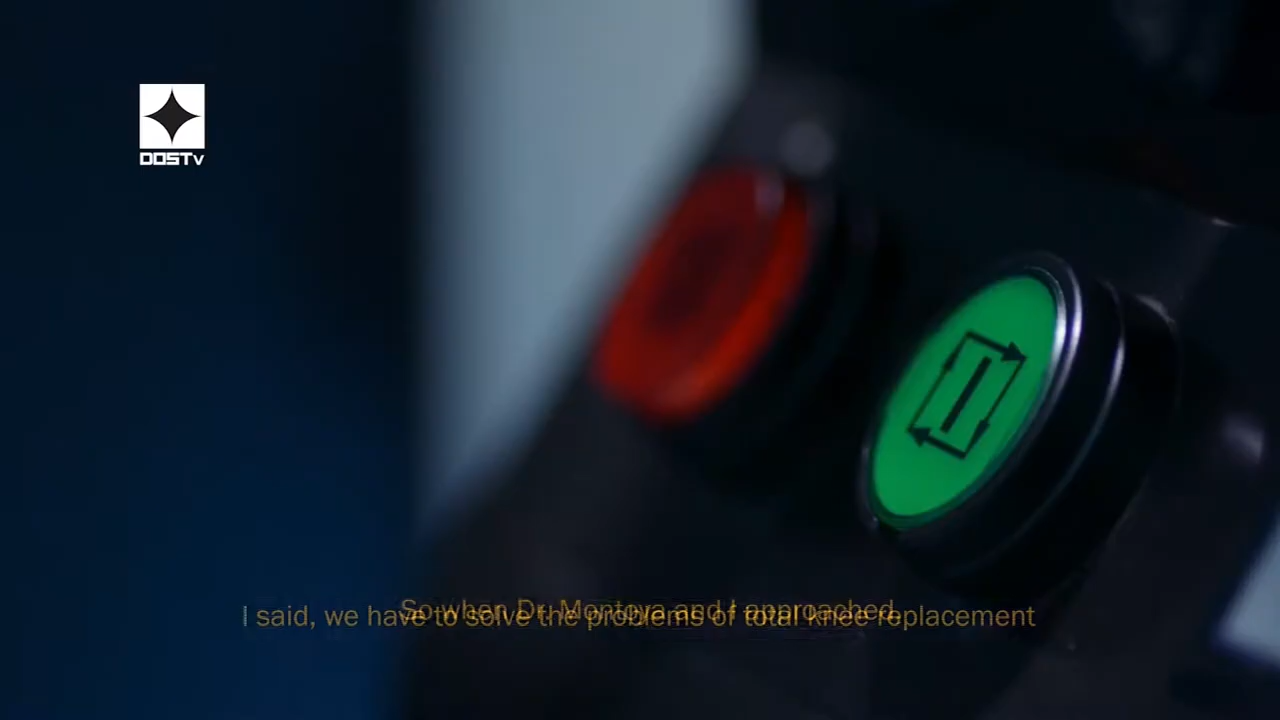 DOSTv
So when Dr. Montoya and I approached,
I said, we have to solve the problems of total knee replacement